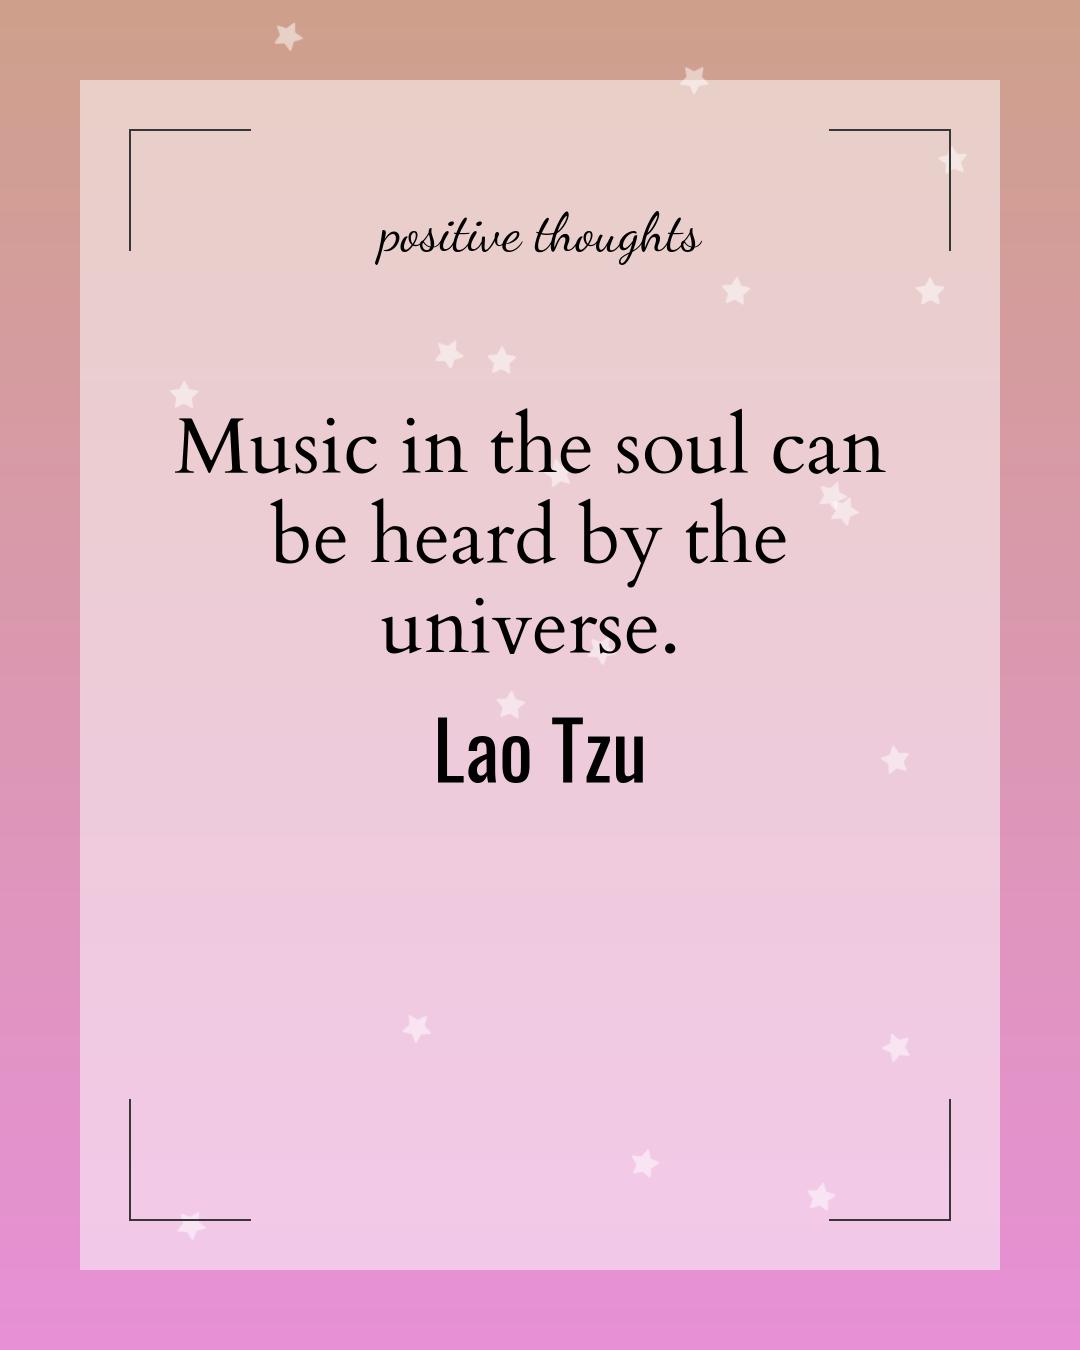 positive thoughts
Music in the soul can
be heard by the
universe.
Lao Tzu